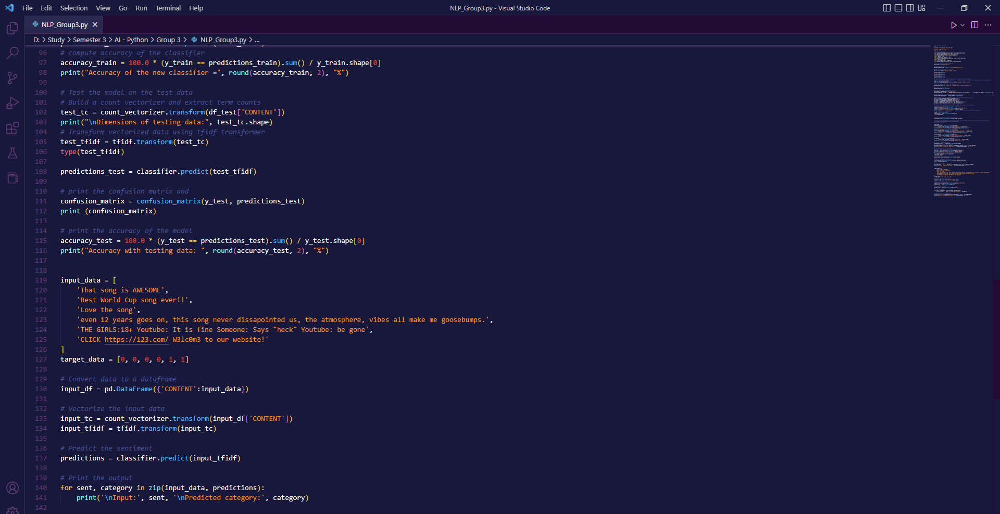 File Edit Selection View Go Run Terminal Help
NLP_Group3.py - Visual Studio Code
NLP_Group3.py
D: > Study > Semester 3 > AI - Python > Group 3 > NLP_Group3.py > ...
96 # compute accuracy of the classifier
97 accuracy_train = 100.0 * (y_train == predictions_train).sum() / y_train.shape[0]
98 print("Accuracy of the new classifier =", round(accuracy_train, 2), "%")
99
100 # Test the model on the test data
101 # Build a count vectorizer and extract term counts
102 test_tc = count_vectorizer.transform(df_test['CONTENT'])
103 print("\nDimensions of testing data:", test_tc.shape)
104 # Transform vectorized data using tfidf transformer
105 test_tfidf = tfidf.transform(test_tc)
106 type(test_tfidf)
107
108 predictions_test = classifier.predict(test_tfidf)
109
110 # print the confusion matrix and
111 confusion_matrix = confusion_matrix(y_test, predictions_test)
112 print (confusion_matrix)
113
114 # print the accuracy of the model
115 accuracy_test = 100.0 * (y_test == predictions_test).sum() / y_test.shape[0]
116 print("Accuracy with testing data: ", round(accuracy_test, 2), "%")
117
118
119 input_data = [
120 'That song is AWESOME',
121 'Best World Cup song ever!!',
122 'Love the song',
123 'even 12 years goes on, this song never dissapointed us, the atmosphere, vibes all make me goosebumps.',
124 'THE GIRLS:18+ Youtube: It is fine Someone: Says "heck" Youtube: be gone',
125 'CLICK https://123.com/ W3lc0m3 to our website!'
126 ]
127 target_data = [0, 0, 0, 0, 1, 1]
128
129 # Convert data to a dataframe
130 input_df = pd.DataFrame({'CONTENT':input_data})
131
132 # Vectorize the input data
133 input_tc = count_vectorizer.transform(input_df['CONTENT'])
134 input_tfidf = tfidf.transform(input_tc)
135
136 # Predict the sentiment
137 predictions = classifier.predict(input_tfidf)
138
139 # Print the output
140 for sent, category in zip(input_data, predictions):
141 print('\nInput:', sent, '\nPredicted category:', category)
142